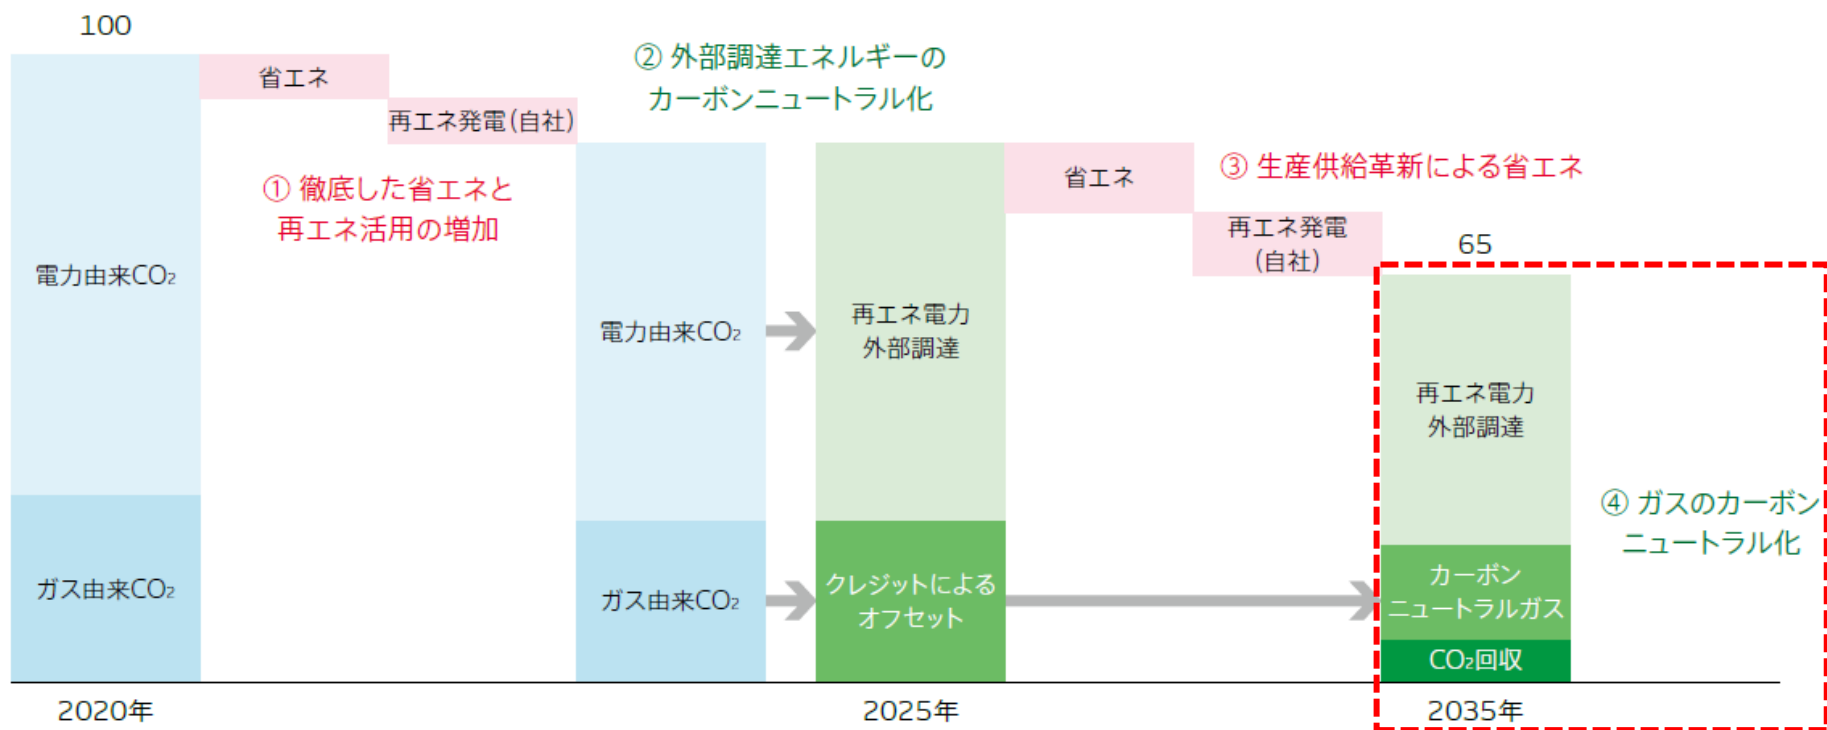 100
省エネ
再エネ発電(自社)
① 徹底した省エネと
再エネ活用の増加
電力由来CO₂
ガス由来CO₂
2020年
② 外部調達エネルギーの
カーボンニュートラル化
電力由来CO₂
ガス由来CO₂
再エネ電力
外部調達
クレジットによる
オフセット
2025年
省エネ
再エネ発電
(自社)
③ 生産供給革新による省エネ
65
再エネ電力
外部調達
カーボン
ニュートラルガス
CO₂回収
2035年
④ ガスのカーボン
ニュートラル化